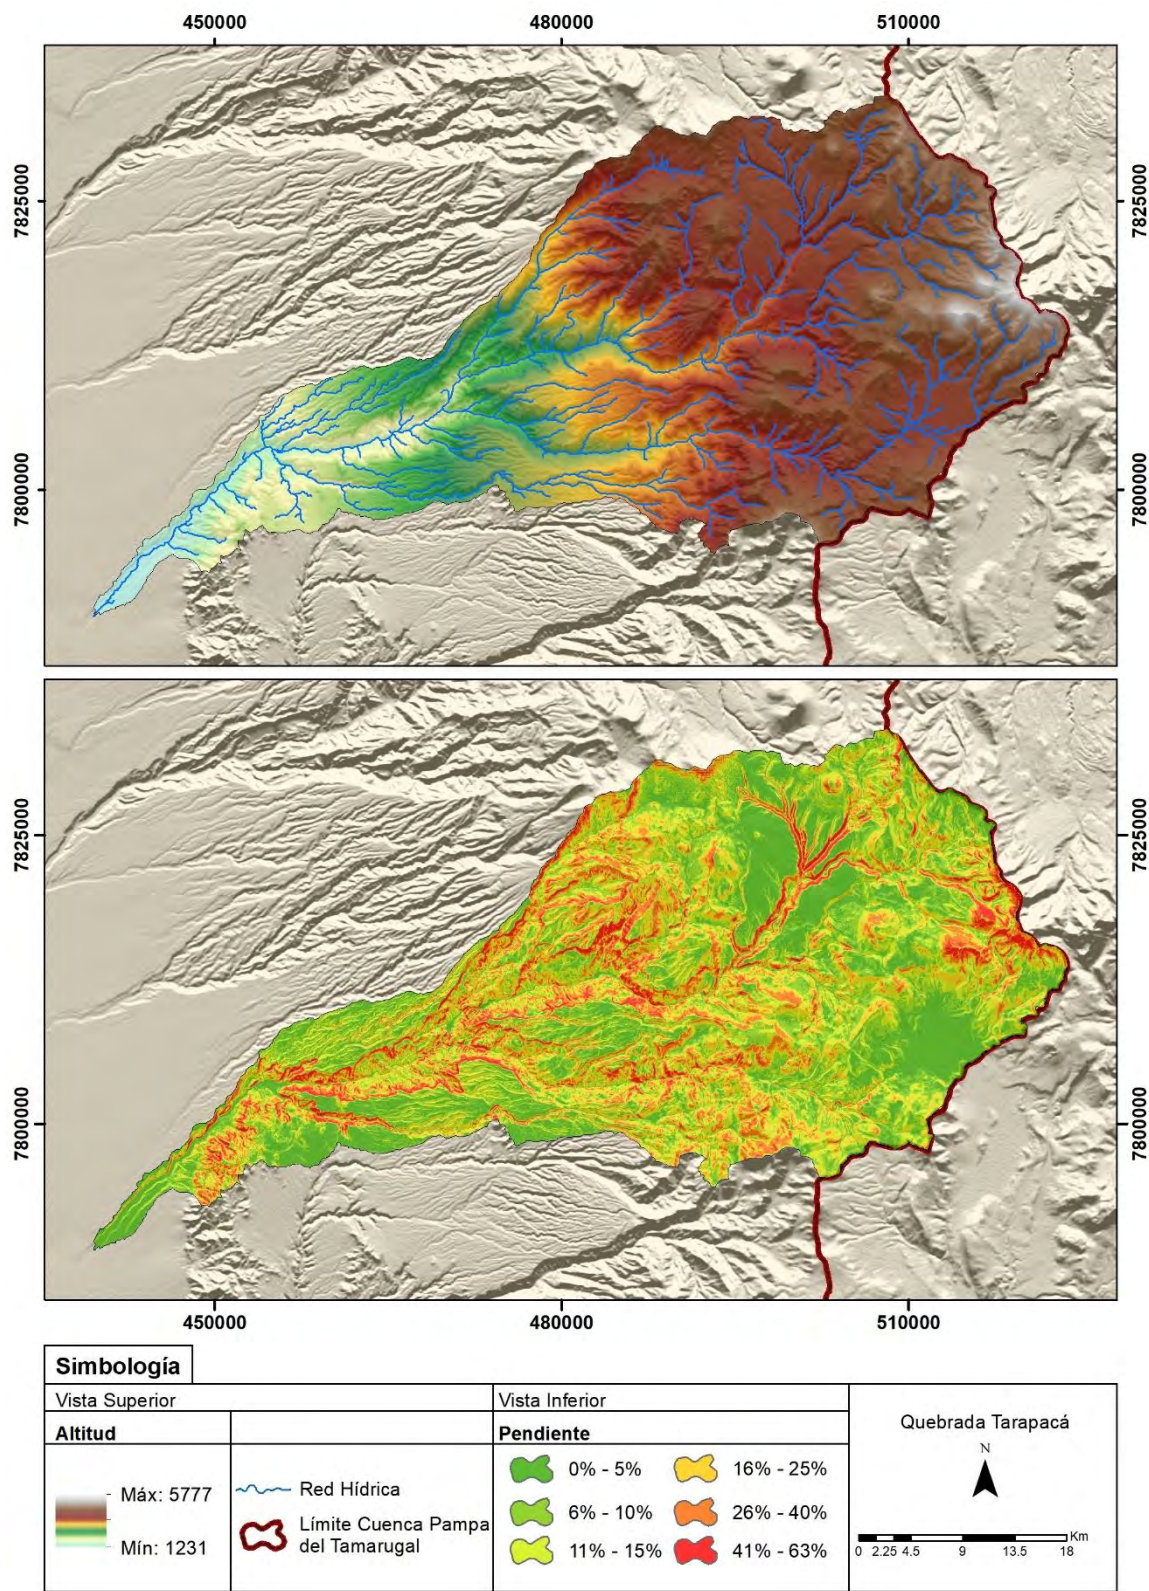 450000 480000 510000
7825000 7825000
7800000 7800000
7825000 7825000
7800000 7800000
450000 480000 510000
Simbología
Vista Superior
Altitud
Máx: 5777
Mín: 1231
Red Hídrica
Límite Cuenca Pampa
del Tamarugal
Vista Inferior
Pendiente
0% - 5% 16% - 25%
6% - 10% 26% - 40%
11% - 15% 41% - 63%
Quebrada Tarapacá
N
Km
0 2.25 4.5 9 13.5 18